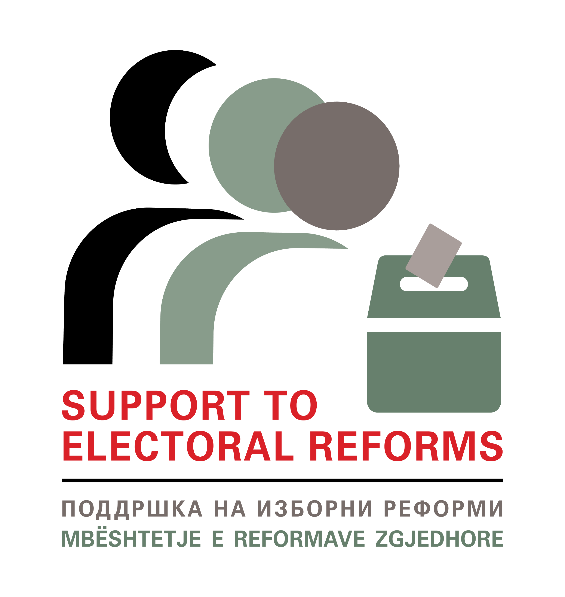 SUPPORT TO
ELECTORAL REFORMS
ПОДДРШКА НА ИЗБОРНИ РЕФОРМИ
MBËSHTETJE E REFORMAVE ZGJEDHORE